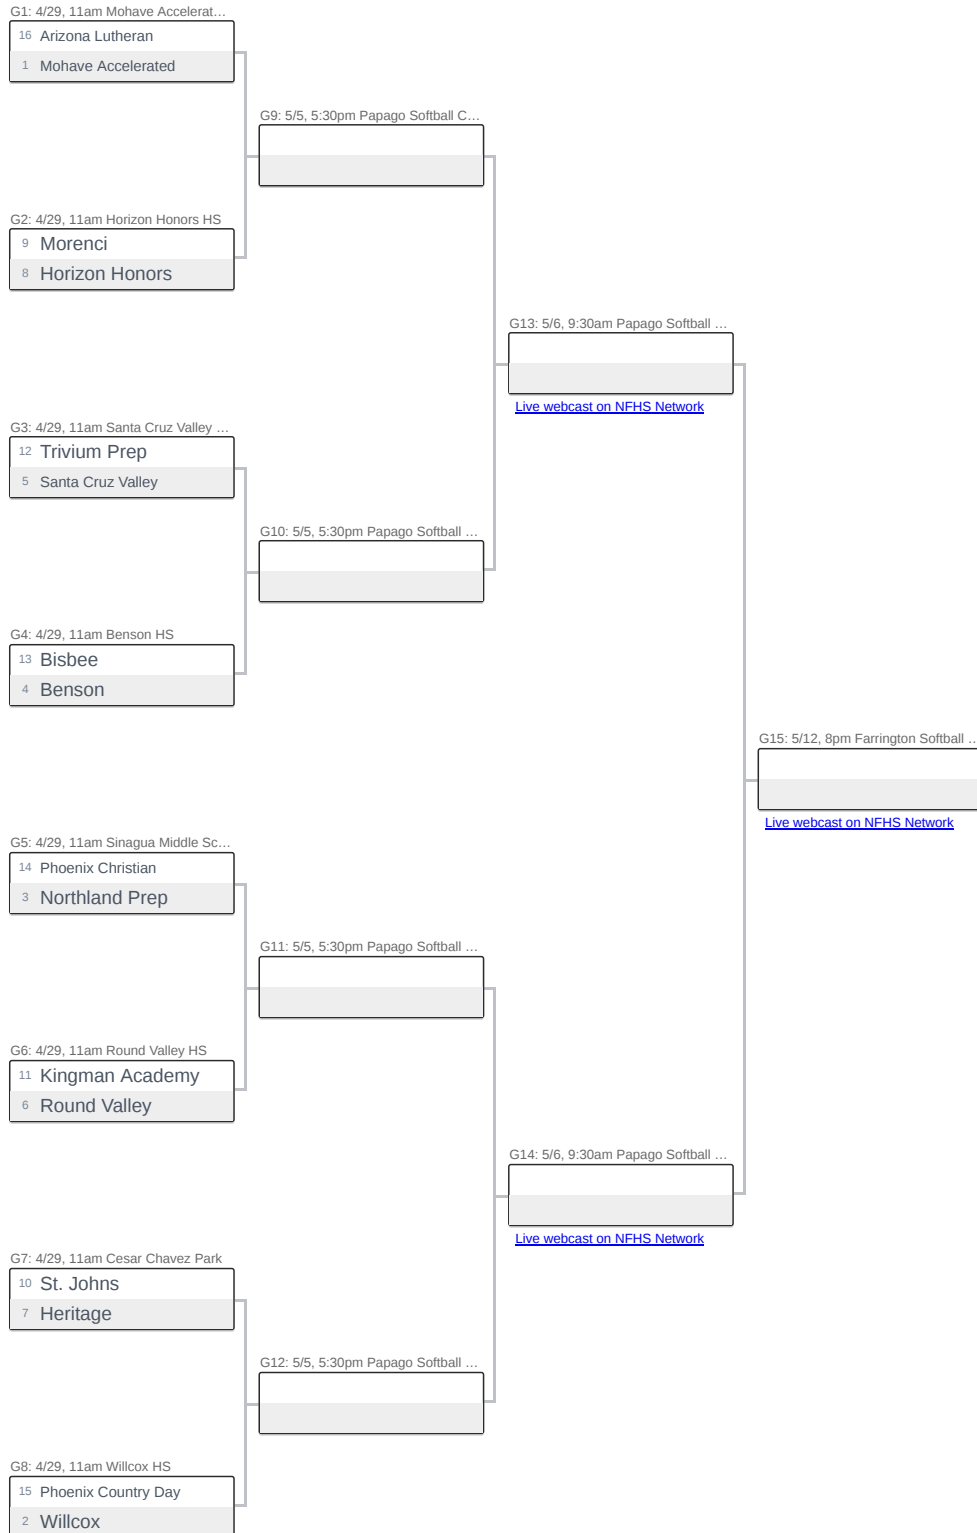 G1: 4/29, 11am Mohave Accelerat…
16 Arizona Lutheran
1 Mohave Accelerated
G9: 5/5, 5:30pm Papago Softball C…
G2: 4/29, 11am Horizon Honors HS
9 Morenci
8 Horizon Honors
G13: 5/6, 9:30am Papago Softball …
Live webcast on NFHS Network
G3: 4/29, 11am Santa Cruz Valley …
12 Trivium Prep
5 Santa Cruz Valley
G10: 5/5, 5:30pm Papago Softball …
G4: 4/29, 11am Benson HS
13 Bisbee
4 Benson
G15: 5/12, 8pm Farrington Softball …
Live webcast on NFHS Network
G5: 4/29, 11am Sinagua Middle Sc…
14 Phoenix Christian
3 Northland Prep
G11: 5/5, 5:30pm Papago Softball …
G6: 4/29, 11am Round Valley HS
11 Kingman Academy
6 Round Valley
G14: 5/6, 9:30am Papago Softball …
Live webcast on NFHS Network
G7: 4/29, 11am Cesar Chavez Park
10 St. Johns
7 Heritage
G12: 5/5, 5:30pm Papago Softball …
G8: 4/29, 11am Willcox HS
15 Phoenix Country Day
2 Willcox